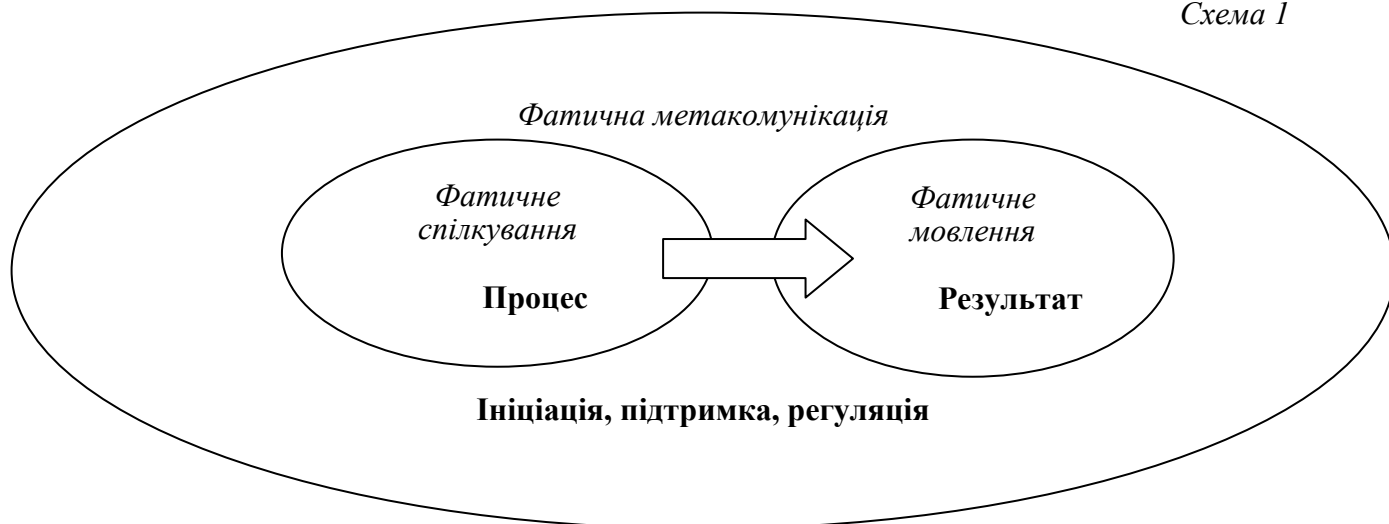 Схема 1
Фатична метакомунікація
Фатичне
спілкування
Процес
Фатичне
мовлення
Результат
Ініціація, підтримка, регуляція